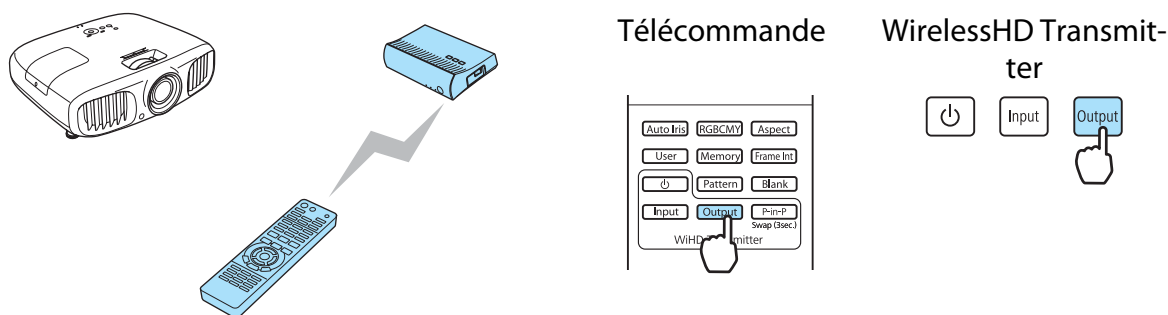 Télécommande
WirelessHD Transmit-
ter
Auto Iris RGBCMY Aspect
User Memory Frame Int
Pattern Blank
Input Output P-in-P
Swap (3sec.)
WiHD
mitter
Input Output